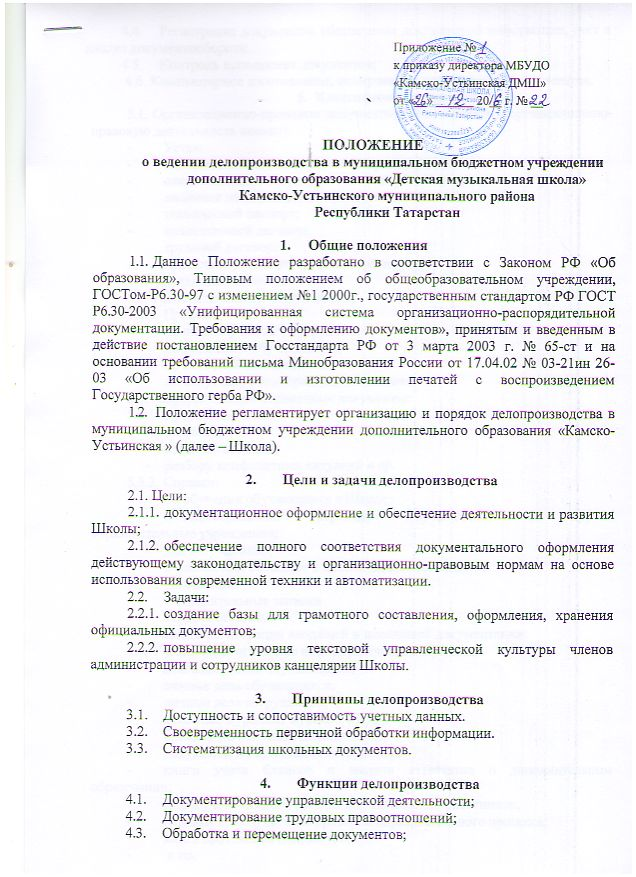 Приложение № 1
к приказу директора МБУДО
«Камско-Устьинская ДМШ»
от «26» 12 2016 г. №22
ПОЛОЖЕНИЕ
о ведении делопроизводства в муниципальном бюджетном учреждении
дополнительного образования «Детская музыкальная школа»
Камско-Устьинского муниципального района
Республики Татарстан
1. Общие положения
1.1. Данное Положение разработано в соответствии с Законом РФ «Об
образования», Типовым положением об общеобразовательном учреждении,
ГОСТом-Р6.30-97 с изменением №1 2000г., государственным стандартом РФ ГОСТ
Р6.30-2003 «Унифицированная система организационно-распорядительной
документации. Требования к оформлению документов», принятым и введенным в
действие постановлением Госстандарта РФ от 3 марта 2003 г. № 65-ст и на
основании требований письма Минобразования России от 17.04.02 № 03-21ин 26-
03 «Об использовании и изготовлении печатей с воспроизведением
Государственного герба РФ».
1.2. Положение регламентирует организацию и порядок делопроизводства в
муниципальном бюджетном учреждении дополнительного образования «Камско-
Устьинская » (далее – Школа).
2. Цели и задачи делопроизводства
2.1. Цели:
2.1.1. документационное оформление и обеспечение деятельности и развития
Школы;
2.1.2. обеспечение полного соответствия документального оформления
действующему законодательству и организационно-правовым нормам на основе
использования современной техники и автоматизации.
2.2. Задачи:
2.2.1. создание базы для грамотного составления, оформления, хранения
официальных документов;
2.2.2. повышение уровня текстовой управленческой культуры членов
администрации и сотрудников канцелярии Школы.
3. Принципы делопроизводства
3.1. Доступность и сопоставимость учетных данных.
3.2. Своевременность первичной обработки информации.
3.3. Систематизация школьных документов.
4. Функции делопроизводства
4.1. Документирование управленческой деятельности;
4.2. Документирование трудовых правоотношений;
4.3. Обработка и перемещение документов;